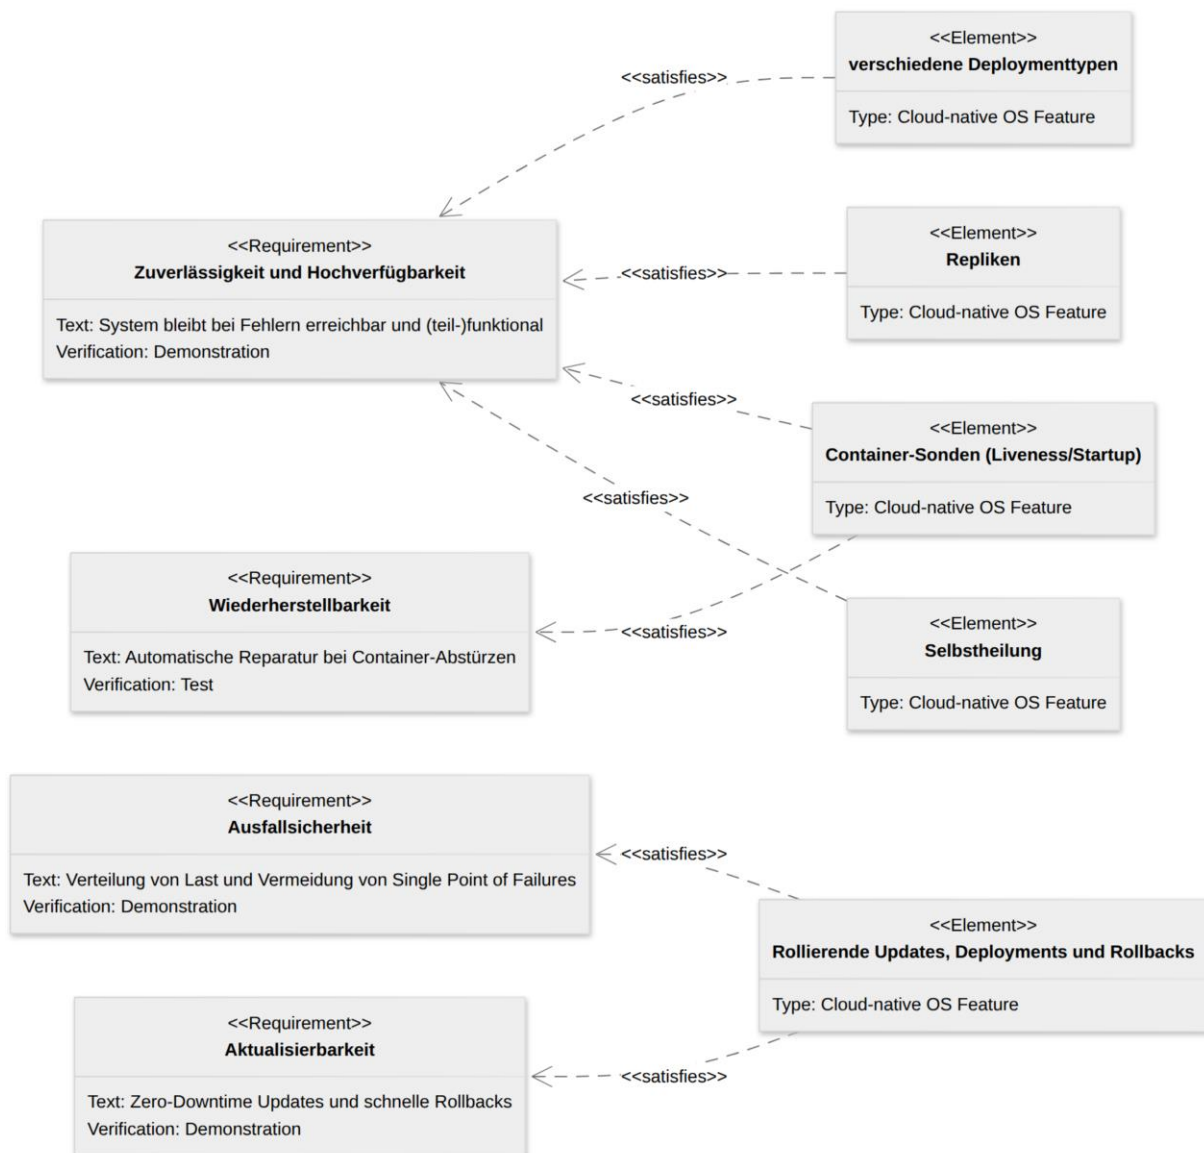 <<Element>>
verschiedene Deploymenttypen
Type: Cloud-native OS Feature
<<satisfies>>
<<Requirement>>
Zuverlässigkeit und Hochverfügbarkeit
Text: System bleibt bei Fehlern erreichbar und (teil-)funktional
Verification: Demonstration
<<satisfies>>
<<Element>>
Repliken
Type: Cloud-native OS Feature
<<satisfies>>
<<Element>>
Container-Sonden (Liveness/Startup)
Type: Cloud-native OS Feature
<<satisfies>>
<<Requirement>>
Wiederherstellbarkeit
Text: Automatische Reparatur bei Container-Abstürzen
Verification: Test
<<satisfies>>
<<Element>>
Selbstheilung
Type: Cloud-native OS Feature
<<Requirement>>
Ausfallsicherheit
Text: Verteilung von Last und Vermeidung von Single Point of Failures
Verification: Demonstration
<<satisfies>>
<<Element>>
Rollierende Updates, Deployments und Rollbacks
Type: Cloud-native OS Feature
<<Requirement>>
Aktualisierbarkeit
Text: Zero-Downtime Updates und schnelle Rollbacks
Verification: Demonstration
<<satisfies>>